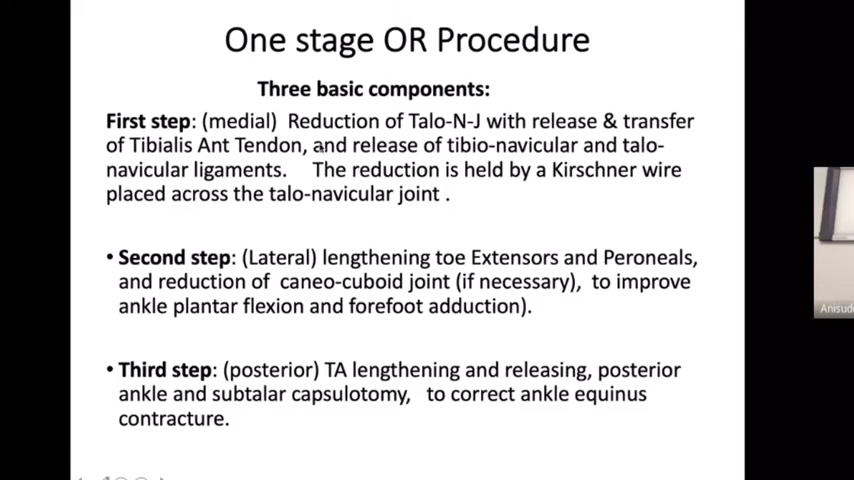 One stage OR Procedure
Three basic components:
First step: (medial) Reduction of Talo-N-J with release & transfer
of Tibialis Ant Tendon, and release of tibio-navicular and talo-
navicular ligaments. The reduction is held by a Kirschner wire
placed across the talo-navicular joint .
• Second step: (Lateral) lengthening toe Extensors and Peroneals,
and reduction of caneo-cuboid joint (if necessary), to improve
ankle plantar flexion and forefoot adduction).
• Third step: (posterior) TA lengthening and releasing, posterior
ankle and subtalar capsulotomy, to correct ankle equinus
contracture.